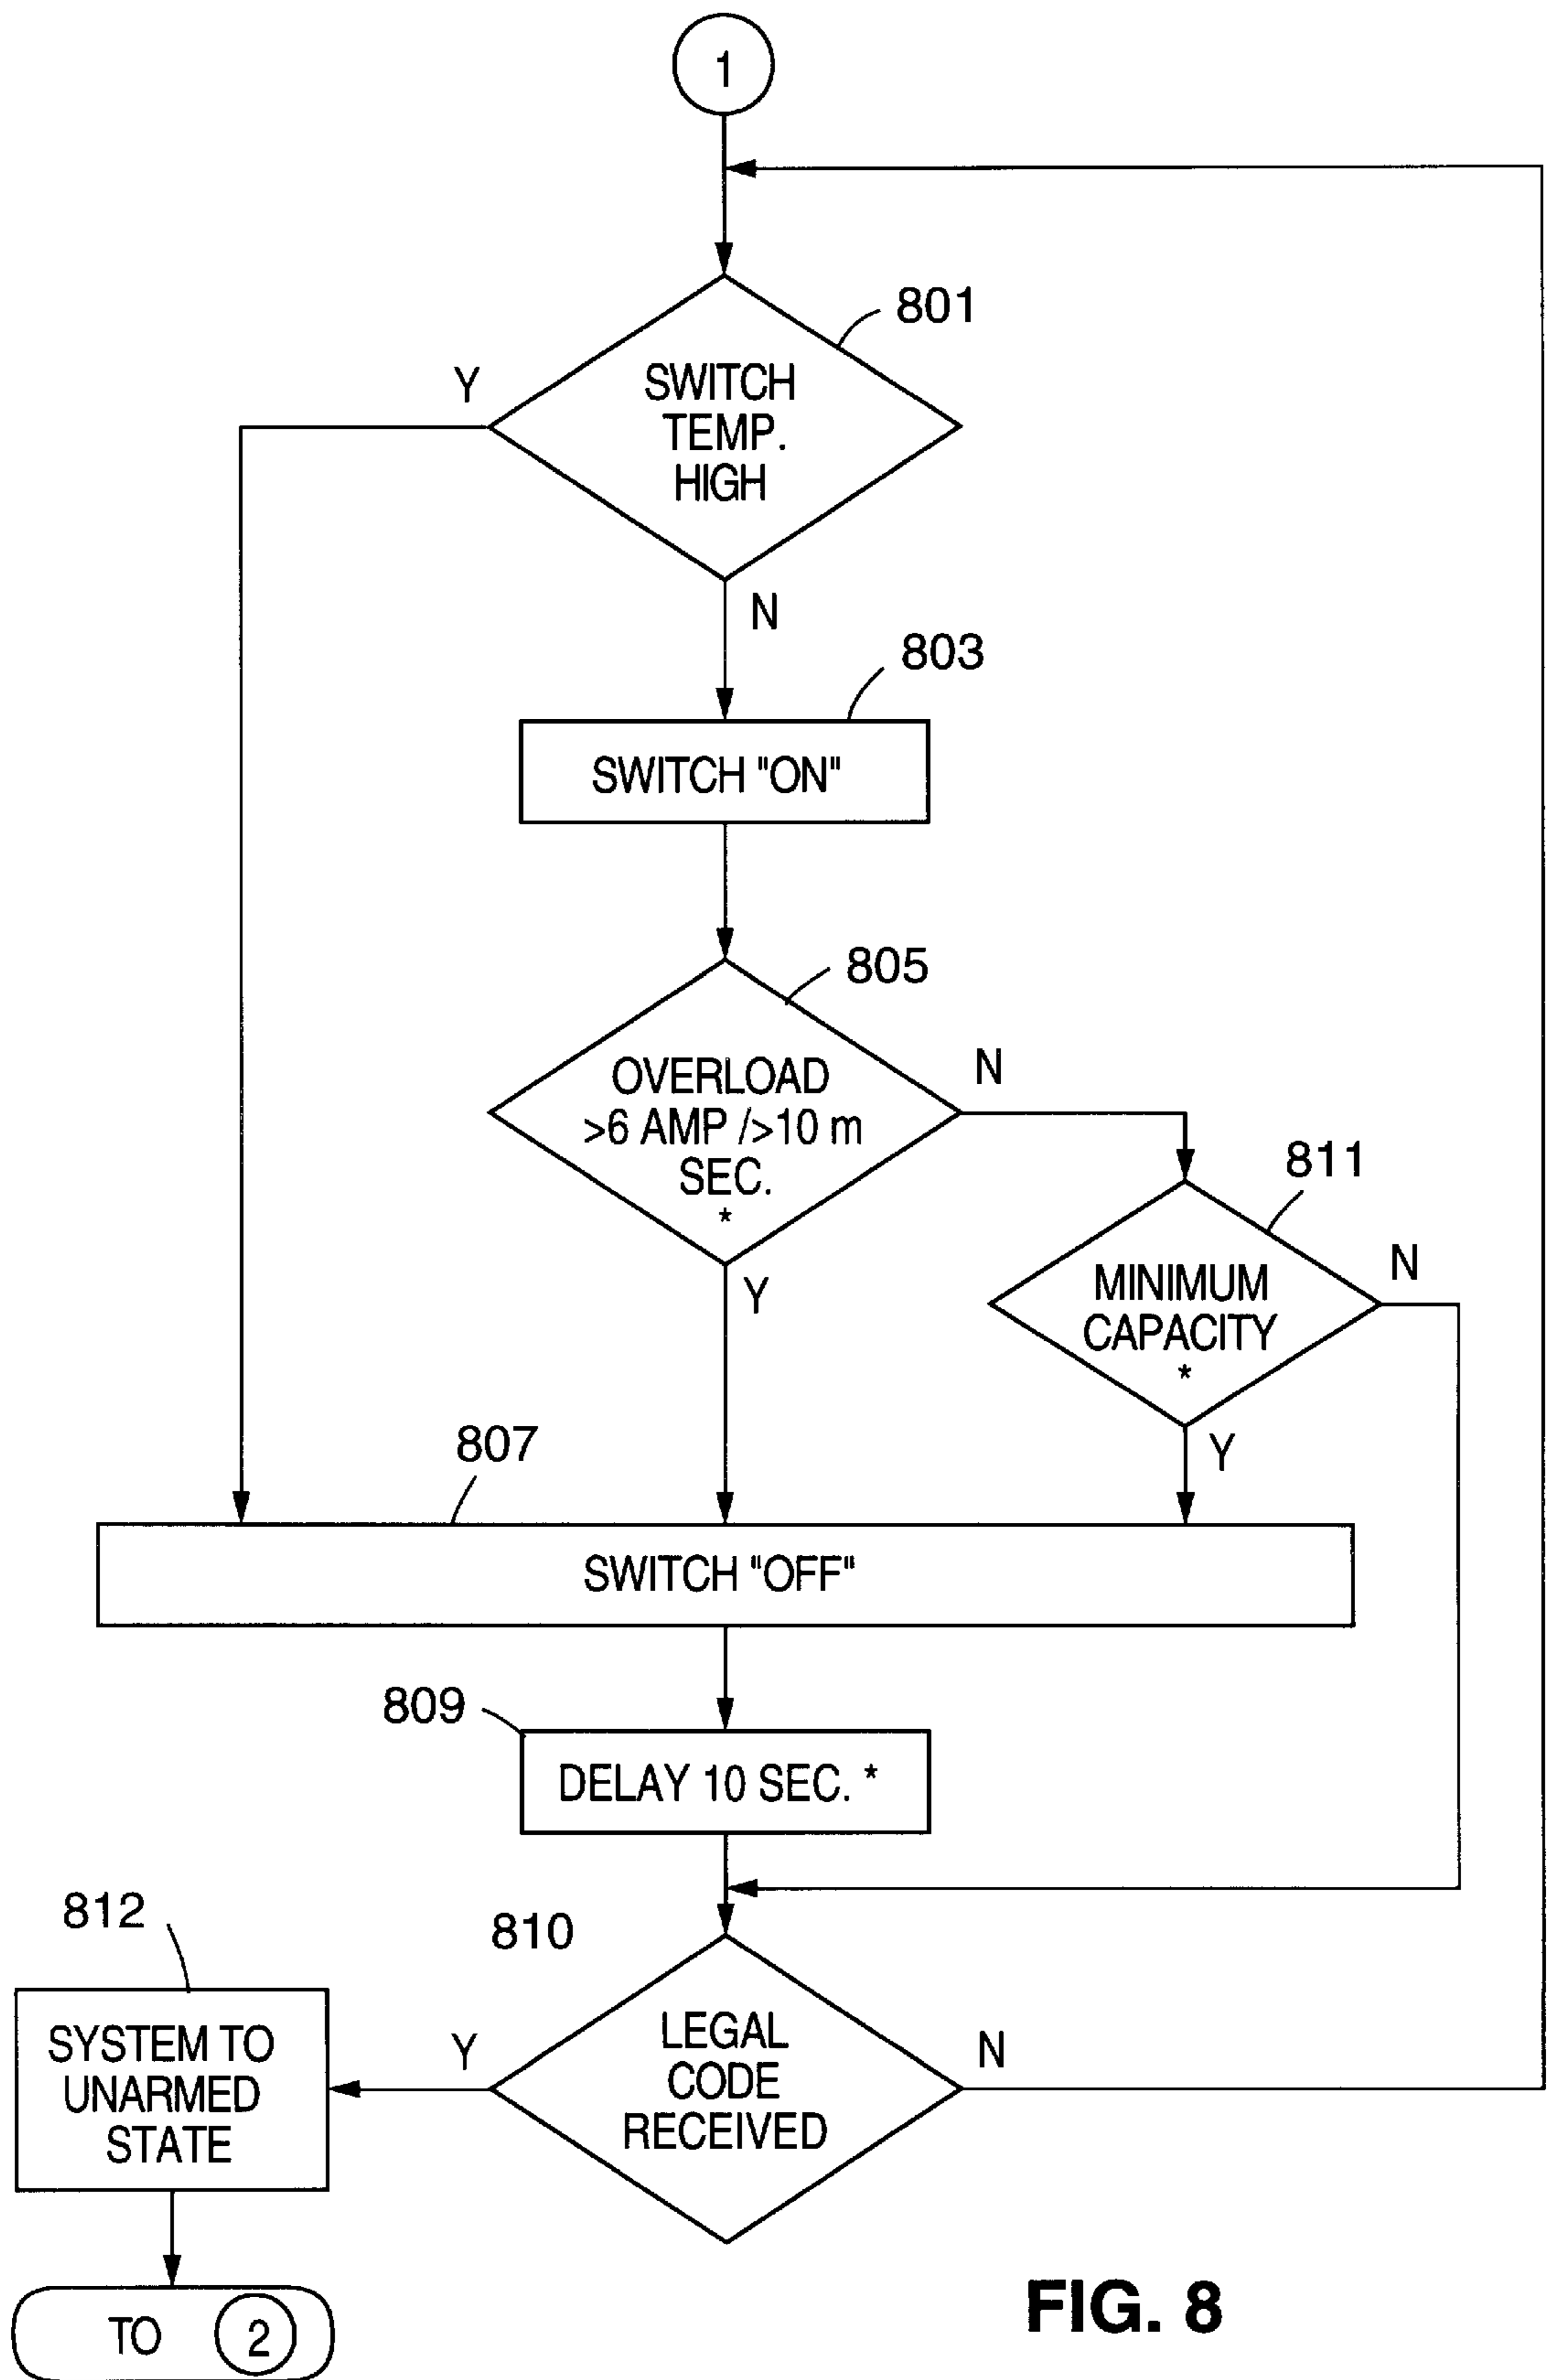 1
801
Y
SWITCH
TEMP.
HIGH
N
803
SWITCH "ON"
805
OVERLOAD
>6 AMP />10 m
SEC.
*
N
Y
811
MINIMUM
CAPACITY
*
N
Y
807
SWITCH "OFF"
809
DELAY 10 SEC. *
810
812
LEGAL
CODE
RECEIVED
Y
N
SYSTEM TO
UNARMED
STATE
TO 2
FIG. 8